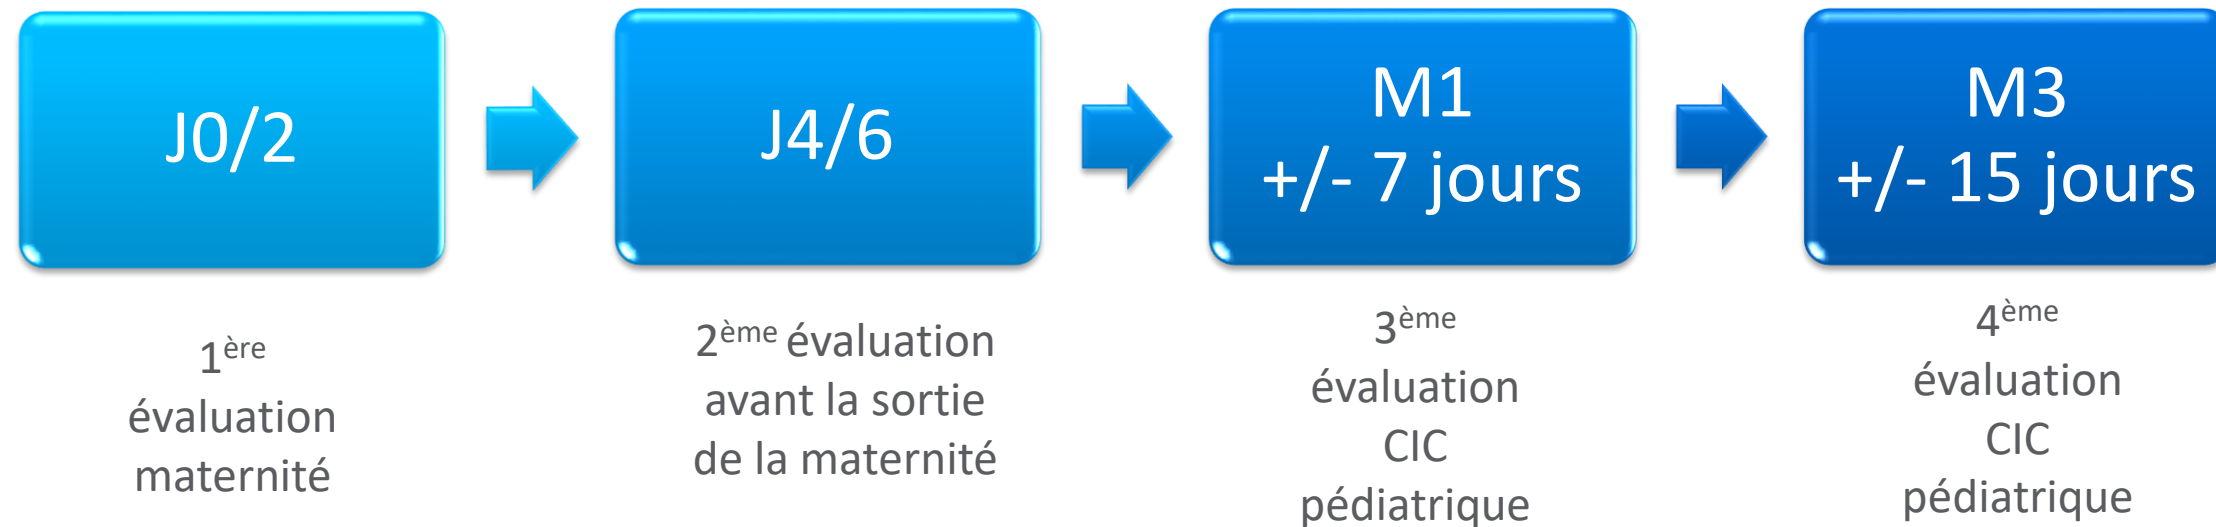 J0/2
J4/6
M1
+/- 7 jours
M3
+/- 15 jours
1ère
évaluation
maternité
2ème évaluation
avant la sortie
de la maternité
3ème
évaluation
CIC
pédiatrique
4ème
évaluation
CIC
pédiatrique